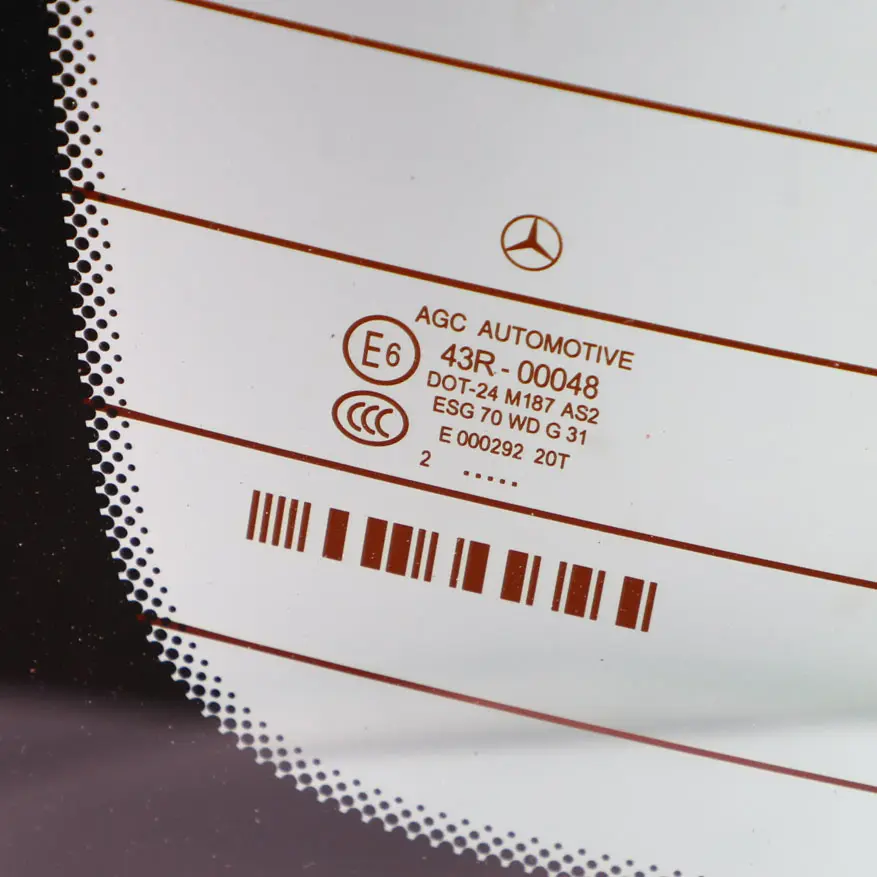 AGC AUTOMOTIVE
E6
43R - 00048
DOT-24 M187 AS2
CCC
ESG 70 WD G 31
E 000292 20T
2 .....